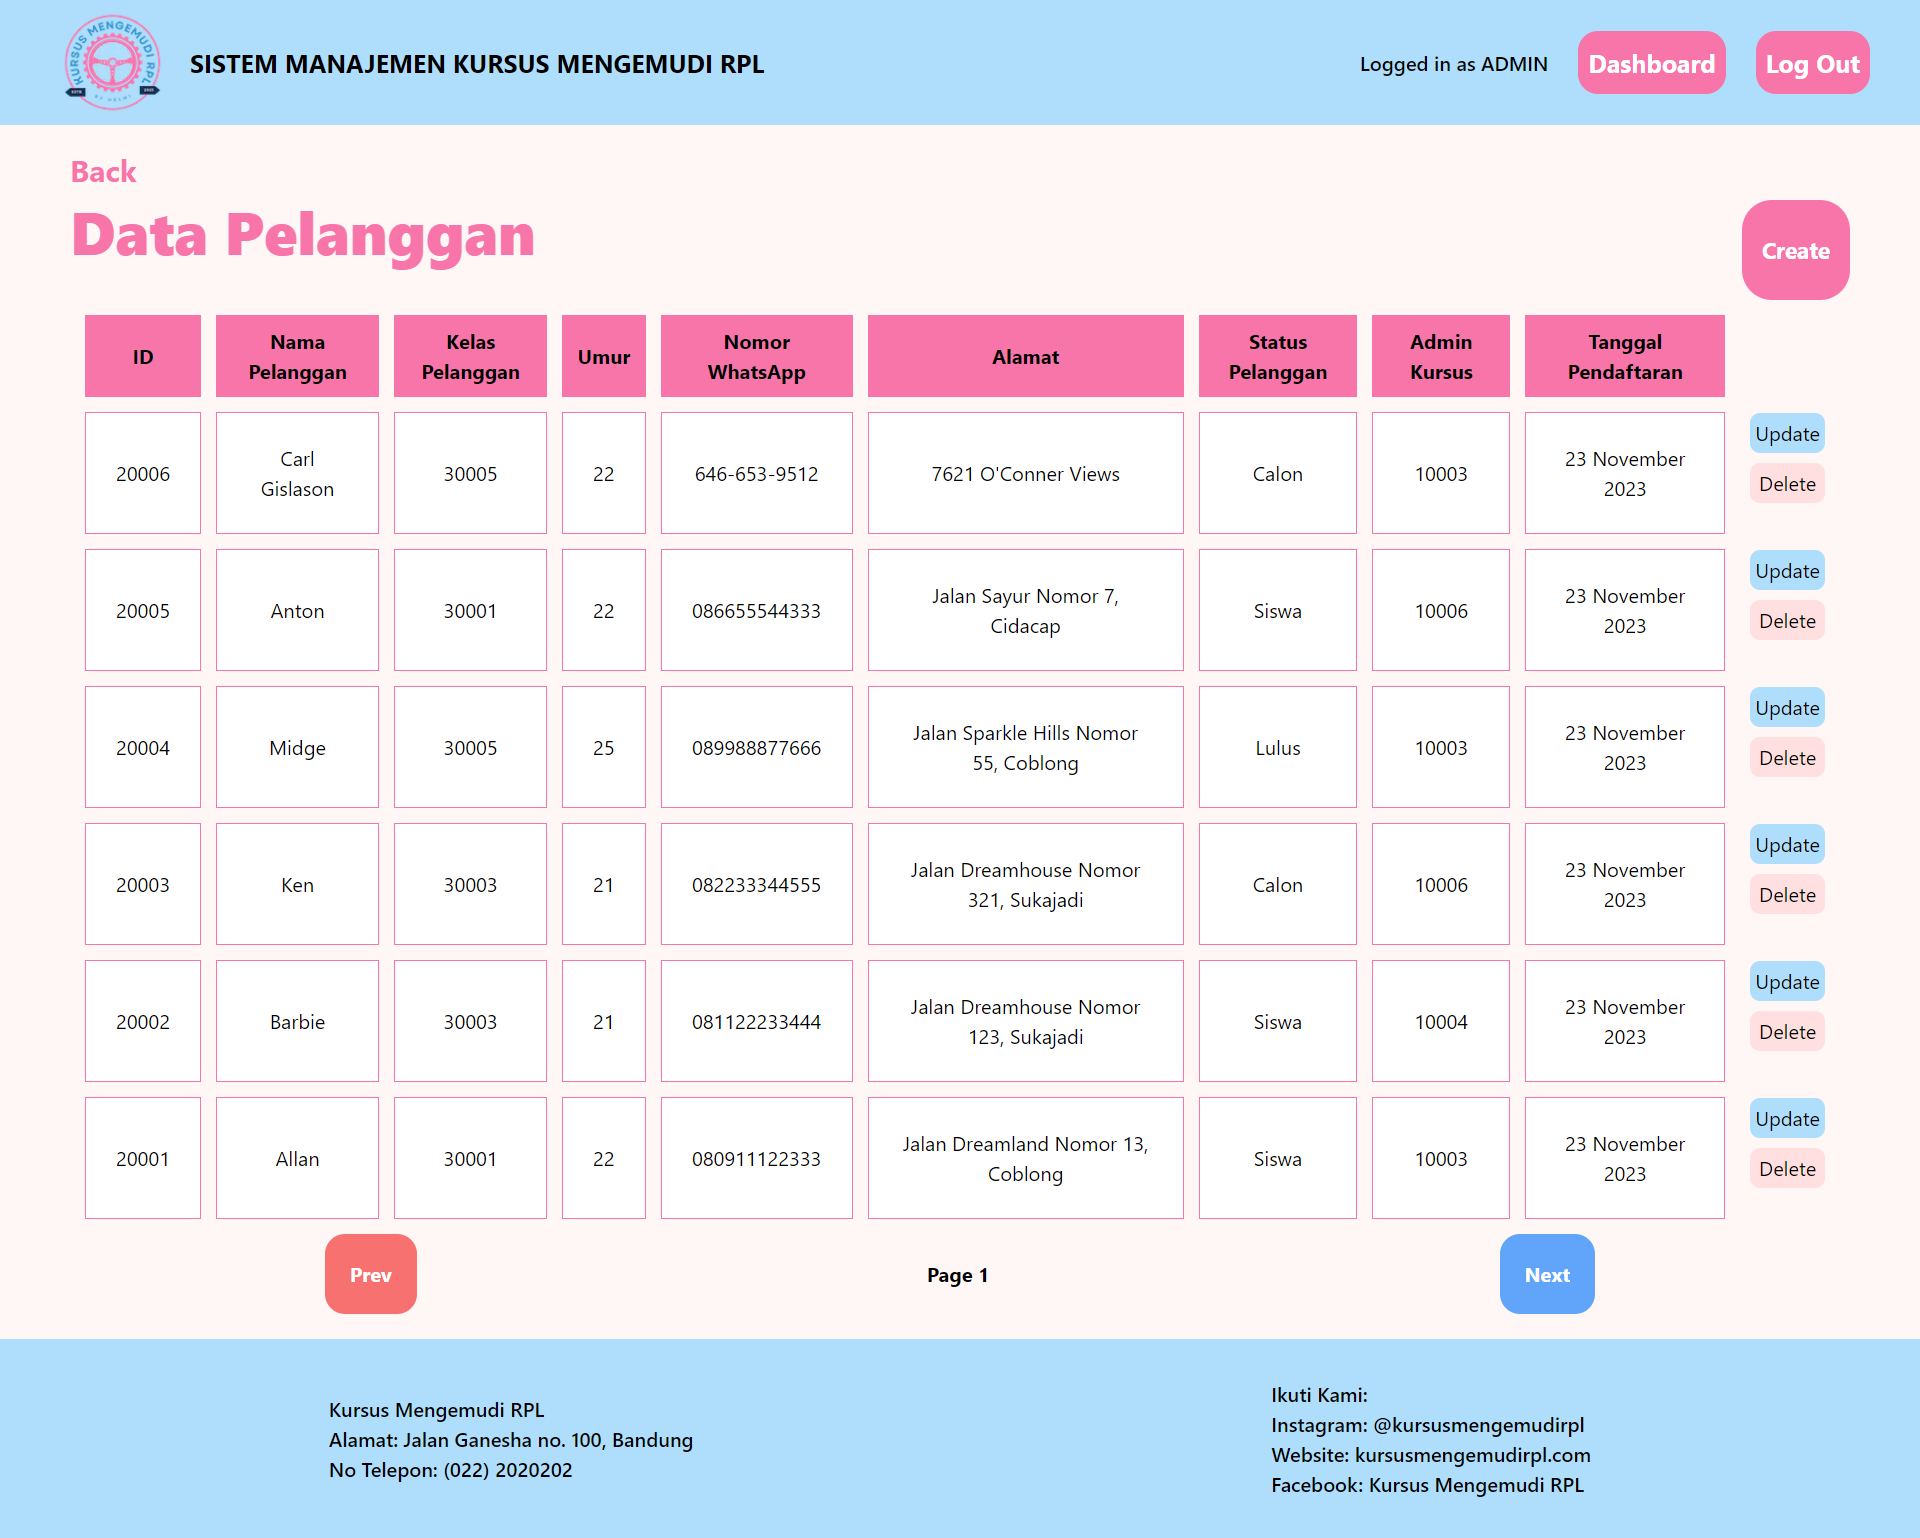 KURSUS MENGEMUDI RPL
SISTEM MANAJEMEN KURSUS MENGEMUDI RPL
Logged in as ADMIN
Dashboard
Log Out
Back
Data Pelanggan
Create
ID
Nama
Pelanggan
Kelas
Pelanggan
Umur
Nomor
WhatsApp
Alamat
Status
Pelanggan
Admin
Kursus
Tanggal
Pendaftaran
20006
Carl
Gislason
30005
22
646-653-9512
7621 O'Conner Views
Calon
10003
23 November
2023
Update
Delete
20005
Anton
30001
22
086655544333
Jalan Sayur Nomor 7,
Cidacap
Siswa
10006
23 November
2023
Update
Delete
20004
Midge
30005
25
089988877666
Jalan Sparkle Hills Nomor
55, Coblong
Lulus
10003
23 November
2023
Update
Delete
20003
Ken
30003
21
082233344555
Jalan Dreamhouse Nomor
321, Sukajadi
Calon
10006
23 November
2023
Update
Delete
20002
Barbie
30003
21
081122233444
Jalan Dreamhouse Nomor
123, Sukajadi
Siswa
10004
23 November
2023
Update
Delete
20001
Allan
30001
22
080911122333
Jalan Dreamland Nomor 13,
Coblong
Siswa
10003
23 November
2023
Update
Delete
Prev
Page 1
Next
Kursus Mengemudi RPL
Alamat: Jalan Ganesha no. 100, Bandung
No Telepon: (022) 2020202
Ikuti Kami:
Instagram: @kursusmengemudirpl
Website: kursusmengemudirpl.com
Facebook: Kursus Mengemudi RPL